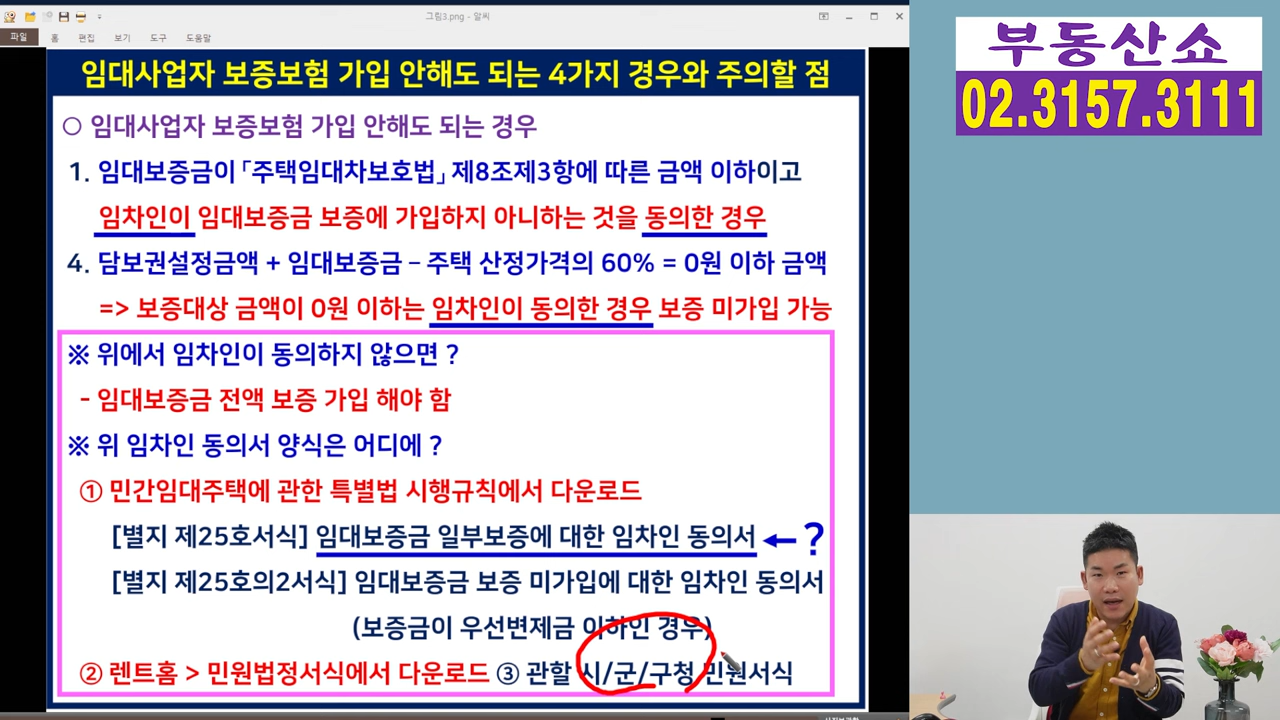 그림3.png - 알씨
파일 홈 편집 보기 도구 도움말
임대사업자 보증보험 가입 안해도 되는 4가지 경우와 주의할 점
○ 임대사업자 보증보험 가입 안해도 되는 경우
1. 임대보증금이 「주택임대차보호법」 제8조제3항에 따른 금액 이하이고
임차인이 임대보증금 보증에 가입하지 아니하는 것을 동의한 경우
4. 담보권설정금액 + 임대보증금 – 주택 산정가격의 60% = 0원 이하 금액
=> 보증대상 금액이 0원 이하는 임차인이 동의한 경우 보증 미가입 가능
※ 위에서 임차인이 동의하지 않으면 ?
- 임대보증금 전액 보증 가입 해야 함
※ 위 임차인 동의서 양식은 어디에 ?
① 민간임대주택에 관한 특별법 시행규칙에서 다운로드
[별지 제25호서식] 임대보증금 일부보증에 대한 임차인 동의서 ← ?
[별지 제25호의2서식] 임대보증금 보증 미가입에 대한 임차인 동의서
(보증금이 우선변제금 이하인 경우)
② 렌트홈 > 민원법정서식에서 다운로드 ③ 관할 시/군/구청 민원서식
부동산쇼
02.3157.3111